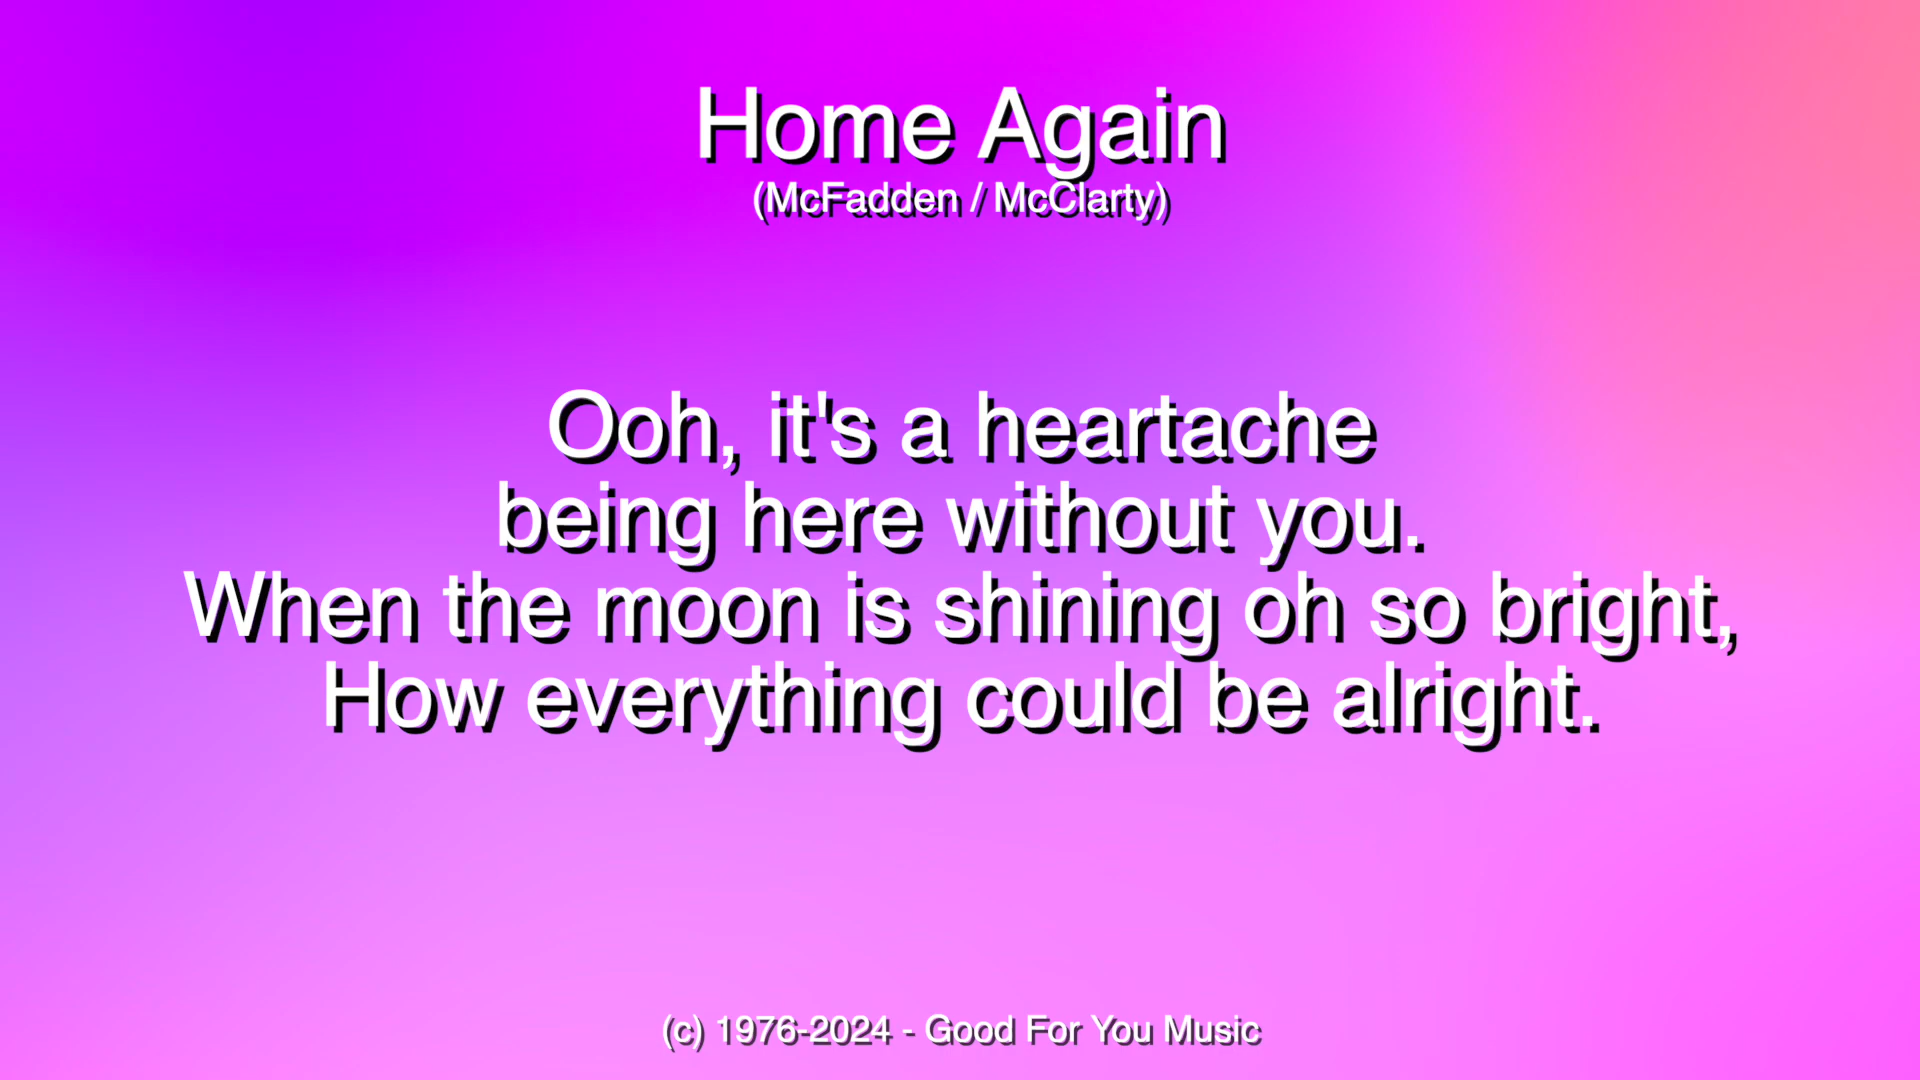 Home Again
(McFadden / McClarty)
Ooh, it's a heartache
being here without you.
When the moon is shining oh so bright,
How everything could be alright.
(c) 1976-2024 - Good For You Music